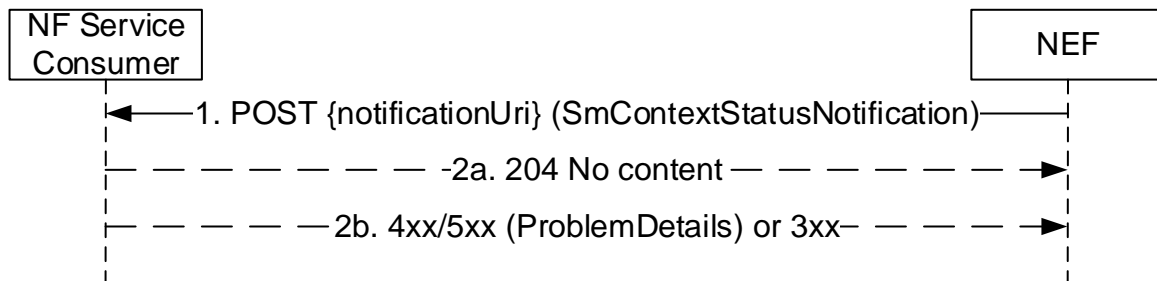 NF Service
Consumer
NEF
1. POST {notificationUri} (SmContextStatusNotification)
2a. 204 No content
2b. 4xx/5xx (ProblemDetails) or 3xx